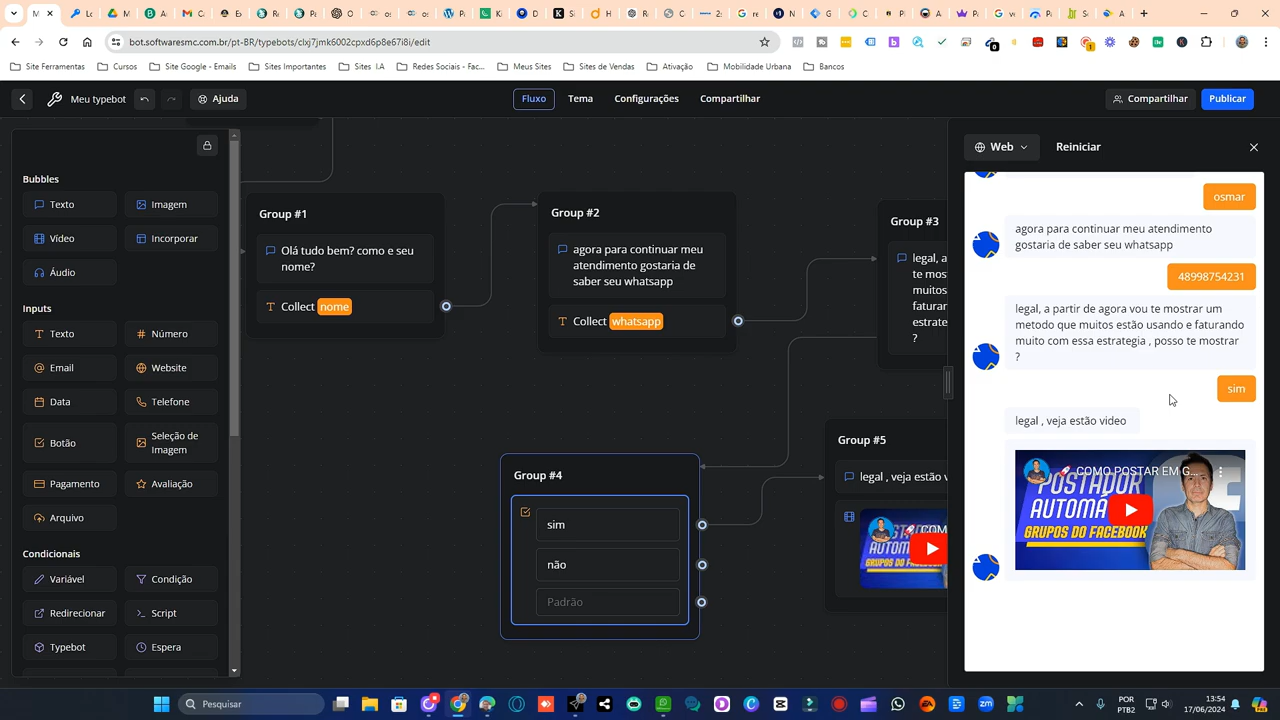 bot.softwaresmc.com.br/pt-BR/typebots/clxj7jmk6002cpxd6p8e67i8i/edit
Site Ferramentas
Cursos
Site Google - Emails
Sites Importantes
Sites I.A
Redes Sociais - Fac...
Meus Sites
Sites de Vendas
Ativação
Mobilidade Urbana
Bancos
Meu typebot
Ajuda
Fluxo
Tema
Configurações
Compartilhar
Compartilhar
Publicar
Bubbles
Texto
Imagem
Vídeo
Incorporar
Áudio
Inputs
Texto
Número
Email
Website
Data
Telefone
Botão
Seleção de
Imagem
Pagamento
Avaliação
Arquivo
Condicionais
Variável
Condição
Redirecionar
Script
Typebot
Espera
Group #1
Olá tudo bem? como e seu
nome?
Collect nome
Group #2
agora para continuar meu
atendimento gostaria de
saber seu whatsapp
Collect whatsapp
Group #3
legal, a
te mos
muitos
fatura
estrate
?
Group #4
sim
não
Padrão
Group #5
legal , veja estão v
Web
Reiniciar
osmar
agora para continuar meu atendimento
gostaria de saber seu whatsapp
48998754231
legal, a partir de agora vou te mostrar um
metodo que muitos estão usando e faturando
muito com essa estrategia , posso te mostrar
?
sim
legal , veja estão video
COMO POSTAR EM G...
POSTADOR
AUTOMÁ
GRUPOS DO FACEBOOK
Pesquisar
POR
PTB2
13:54
17/06/2024